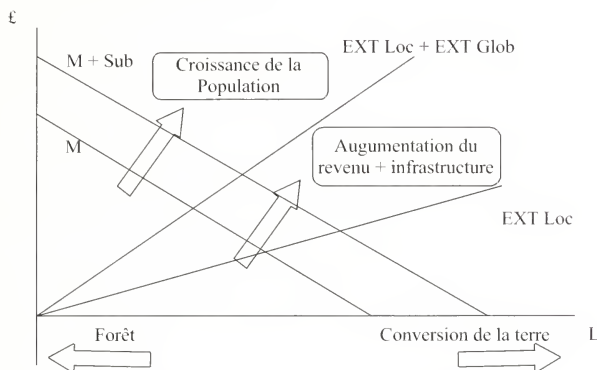 £
M + Sub
Croissance de la
Population
EXT Loc + EXT Glob
M
Augumentation du
revenu + infrastructure
EXT Loc
Forêt
Conversion de la terre
L